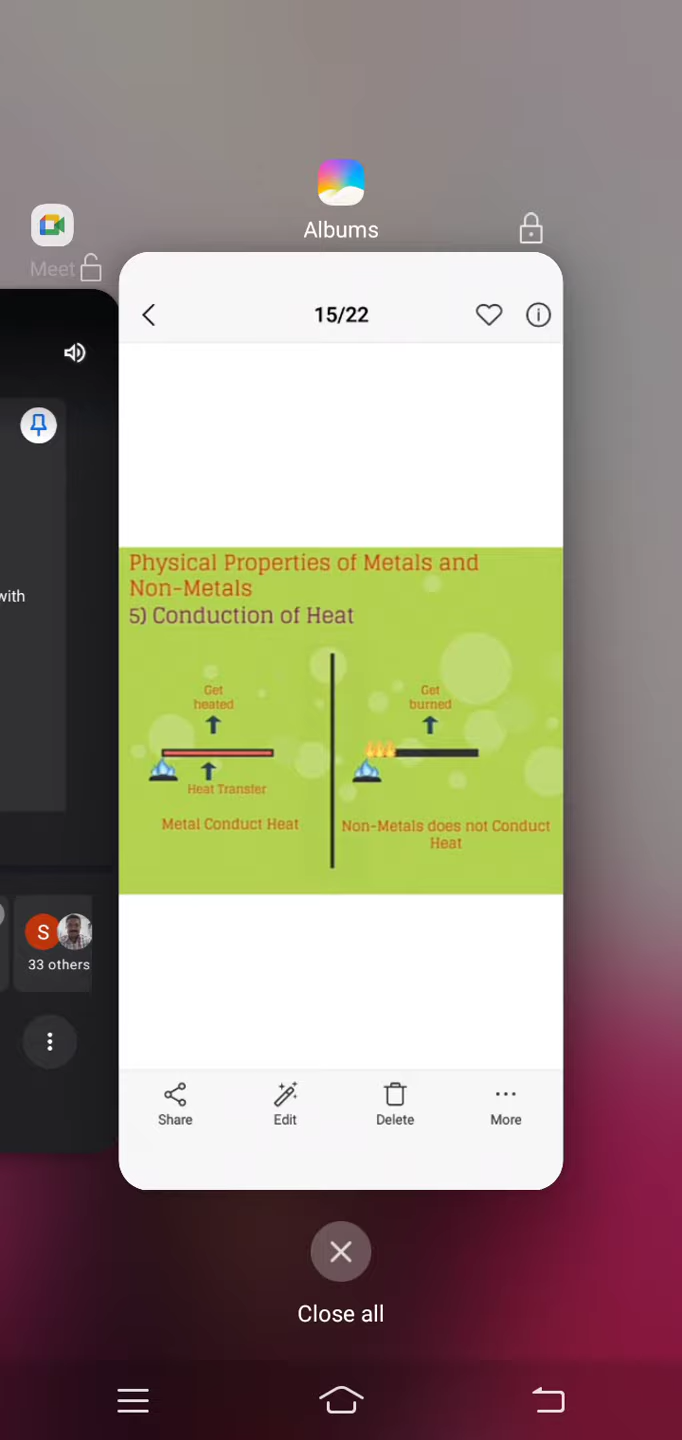 Albums
Meet
15/22
with
Physical Properties of Metals and
Non-Metals
5) Conduction of Heat
Get
heated
Get
burned
Heat Transfer
Metal Conduct Heat
Non-Metals does not Conduct
Heat
S
33 others
Share
Edit
Delete
More
Close all